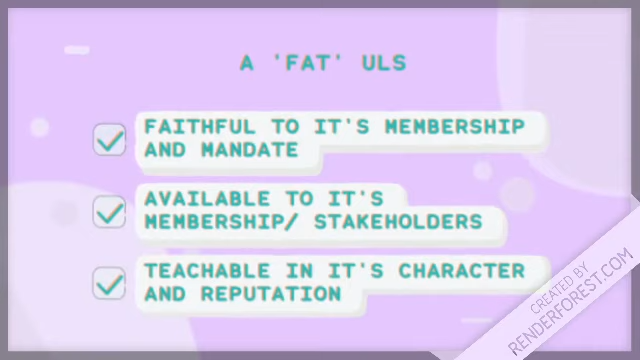 A 'FAT' ULS
FAITHFUL TO IT'S MEMBERSHIP
AND MANDATE
AVAILABLE TO IT'S
MEMBERSHIP/ STAKEHOLDERS
TEACHABLE IN IT'S CHARACTER
AND REPUTATION
CREATED BY
RENDERFOREST.COM